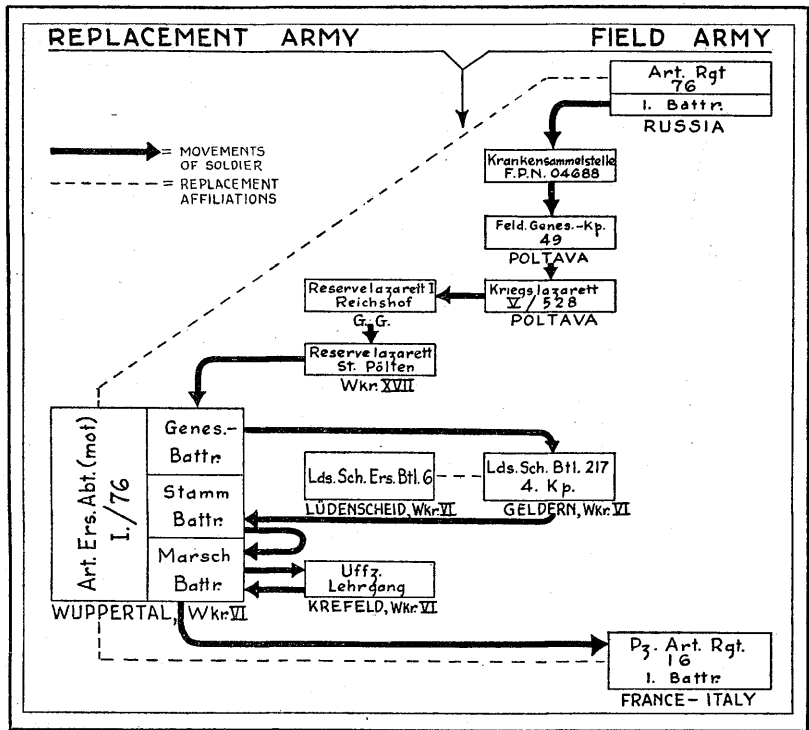 REPLACEMENT ARMY
FIELD ARMY
Art. Rgt
76
1. Battr.
RUSSIA
= MOVEMENTS
OF SOLDIER
= REPLACEMENT
AFFILIATIONS
Krankensammelstelle
F.P.N. 04688
Feld. Genes.-Kp.
49
POLTAVA
Kriegslazarett
V/528
POLTAVA
Reservelazarett I
Reichshof
G. G.
Reservelazarett
St. Pölten
Wkr. XVII
Art. Ers. Abt. (mot)
I./76
Genes.-
Battr.
Stamm
Battr.
Marsch
Battr.
WUPPERTAL, Wkr. VI
Lds. Sch. Ers. Btl. 6
LÜDENSCHEID, Wkr. VI
Lds. Sch. Btl. 217
4. Kp.
GELDERN, Wkr. VI
Uffz.
Lehrgang
KREFELD, Wkr. VI
Pz. Art. Rgt.
16
1. Battr.
FRANCE-ITALY